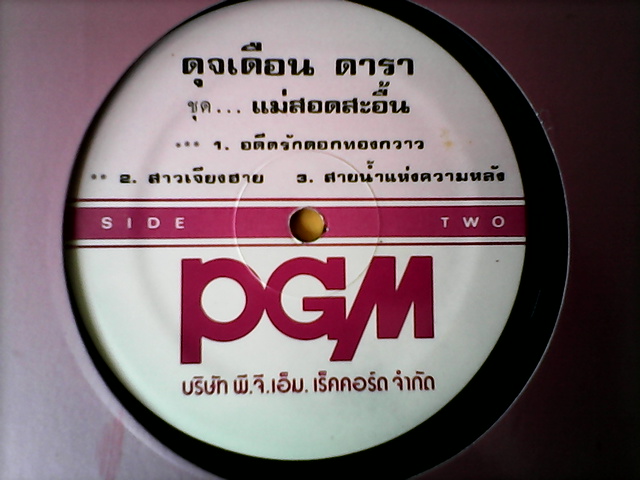 ดุจเดือน ดารา
ชุด... แม่สอดสะอื้น
*** 1. อดีตรักดอกทองกวาว
** 2. สาวเจียงฮาย 3. สายน้ำแห่งความหลัง
SIDE TWO
PGM
บริษัท พี.จี.เอ็ม. เร็คคอร์ด จำกัด